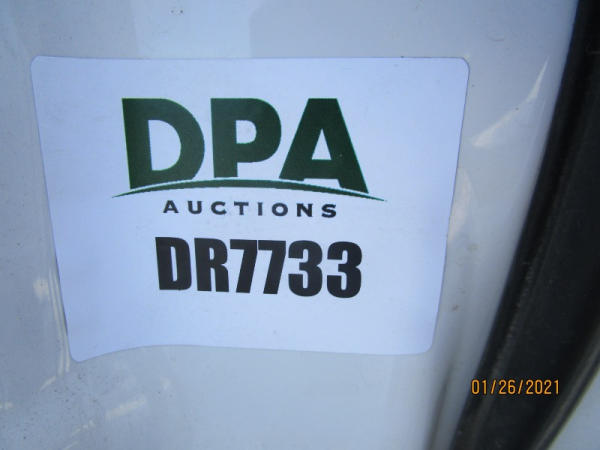 DPA
AUCTIONS
DR7733
01/26/2021